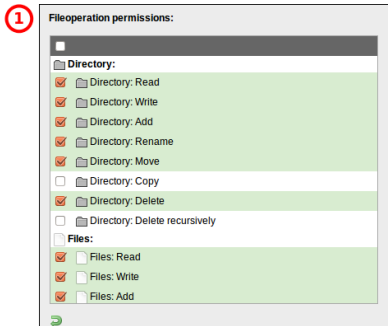 1
Fileoperation permissions:
Directory:
Directory: Read
Directory: Write
Directory: Add
Directory: Rename
Directory: Move
Directory: Copy
Directory: Delete
Directory: Delete recursively
Files:
Files: Read
Files: Write
Files: Add